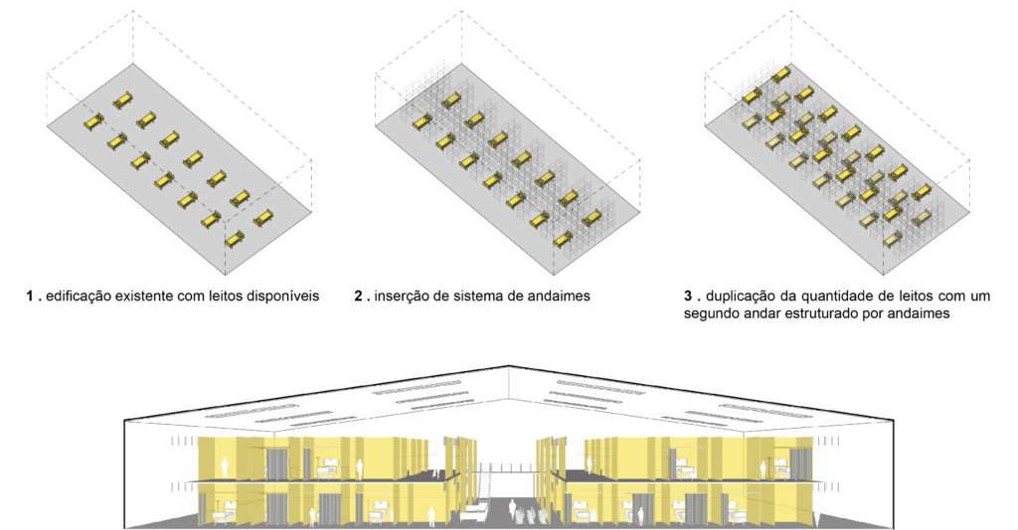 1 . edificação existente com leitos disponíveis
2 . inserção de sistema de andaimes
3 . duplicação da quantidade de leitos com um
segundo andar estruturado por andaimes